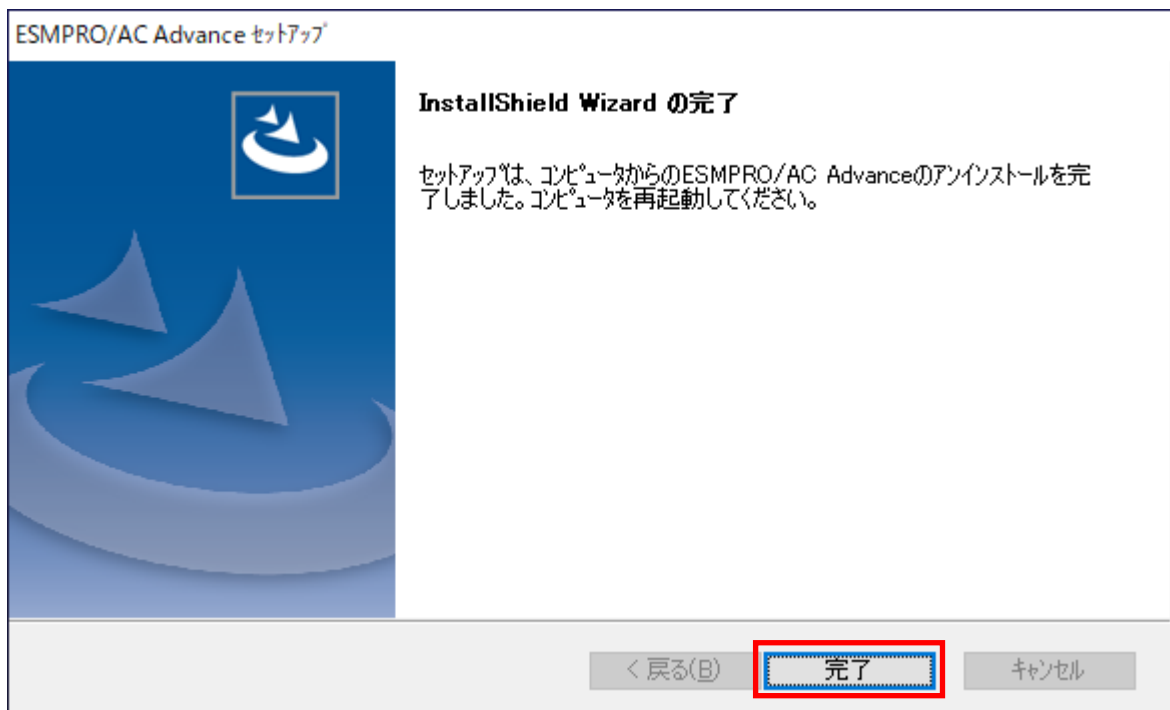 ESMPRO/AC Advance ｾｯﾄｱｯﾌﾟ
InstallShield Wizard の完了
ｾｯﾄｱｯﾌﾟは、ｺﾝﾋﾟｭｰﾀからのESMPRO/AC Advanceのｱﾝｲﾝｽﾄｰﾙを完
了しました。ｺﾝﾋﾟｭｰﾀを再起動してください。
< 戻る(B)
完了
ｷｬﾝｾﾙ